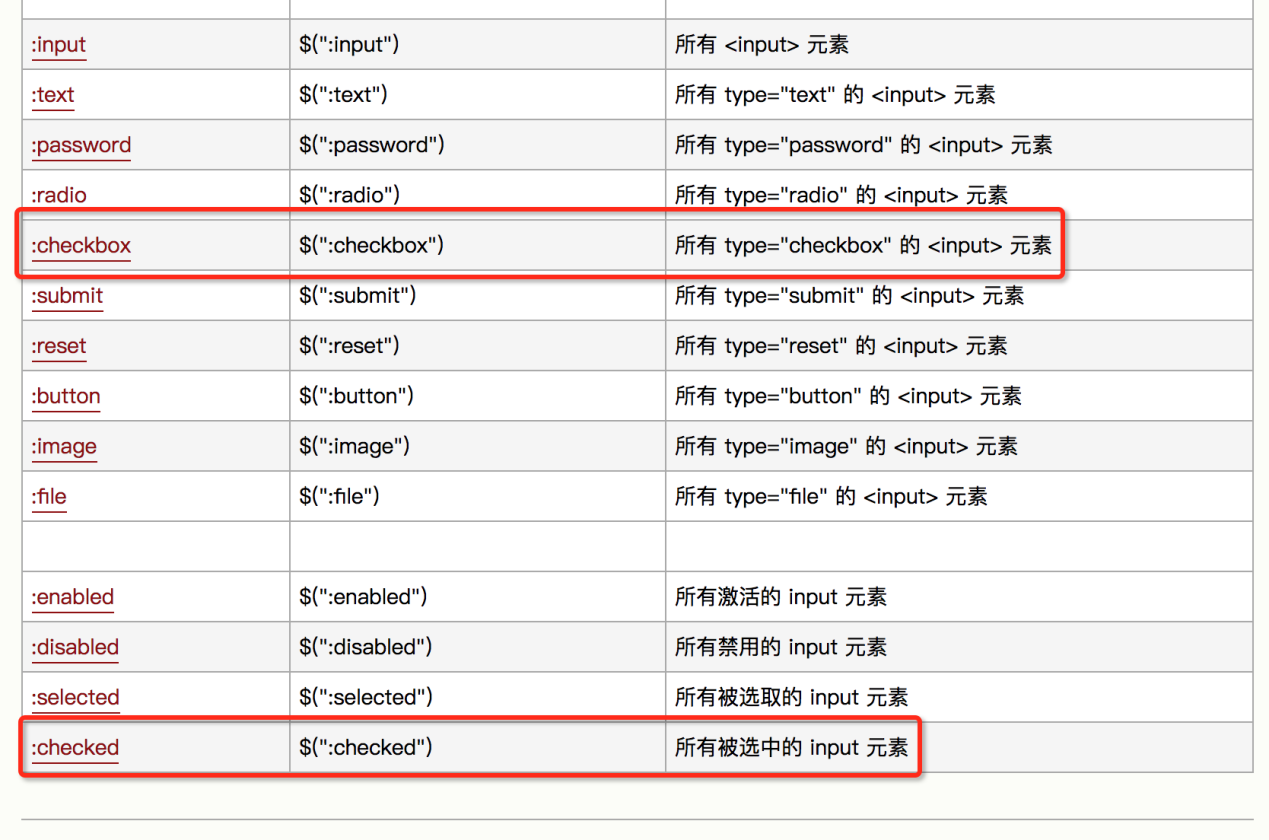 :input $(":input") 所有 <input> 元素
:text $(":text") 所有 type="text" 的 <input> 元素
:password $(":password") 所有 type="password" 的 <input> 元素
:radio $(":radio") 所有 type="radio" 的 <input> 元素
:checkbox $(":checkbox") 所有 type="checkbox" 的 <input> 元素
:submit $(":submit") 所有 type="submit" 的 <input> 元素
:reset $(":reset") 所有 type="reset" 的 <input> 元素
:button $(":button") 所有 type="button" 的 <input> 元素
:image $(":image") 所有 type="image" 的 <input> 元素
:file $(":file") 所有 type="file" 的 <input> 元素
:enabled $(":enabled") 所有激活的 input 元素
:disabled $(":disabled") 所有禁用的 input 元素
:selected $(":selected") 所有被选取的 input 元素
:checked $(":checked") 所有被选中的 input 元素